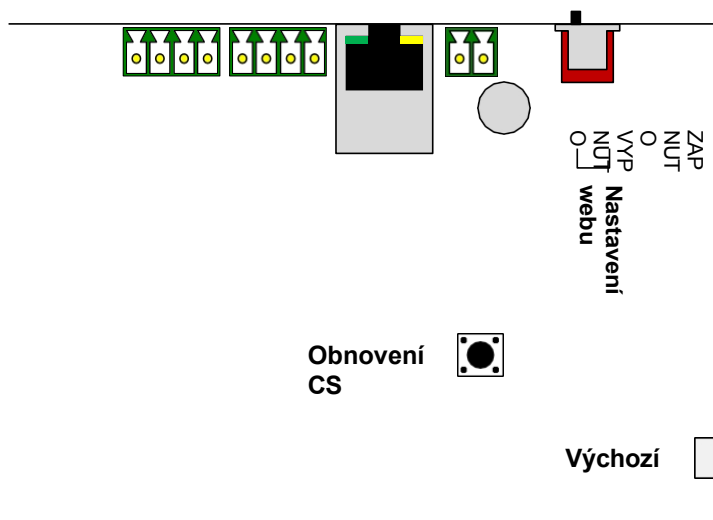 ZAP
NUT
O
VYP
NUT
O
Nastavení
webu
Obnovení
CS
Výchozí